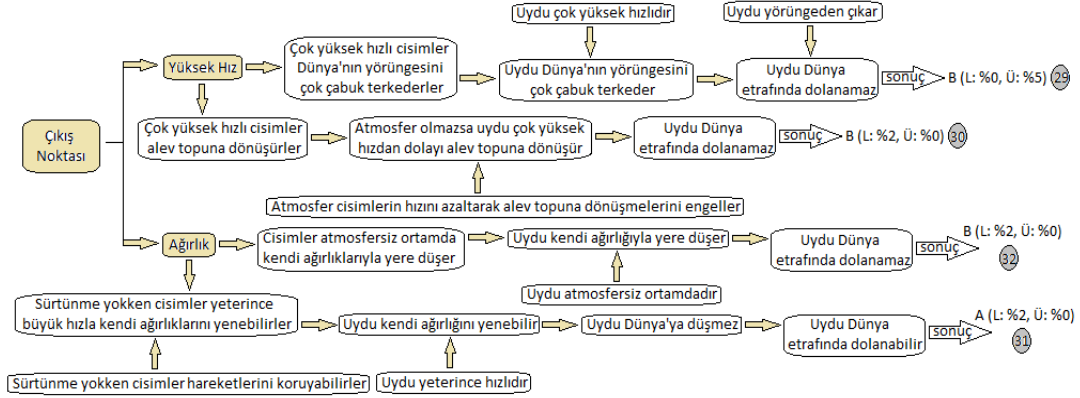 Uydu çok yüksek hızlıdır
Uydu yörüngeden çıkar
Yüksek Hız
Çok yüksek hızlı cisimler
Dünya'nın yörüngesini
çok çabuk terkederler
Uydu Dünya'nın yörüngesini
çok çabuk terkeder
Uydu Dünya
etrafında dolanamaz
sonuç
B (L: %0, Ü: %5)
29
Çıkış
Noktası
Çok yüksek hızlı cisimler
alev topuna dönüşürler
Atmosfer olmazsa uydu çok yüksek
hızdan dolayı alev topuna dönüşür
Uydu Dünya
etrafında dolanamaz
sonuç
B (L: %2, Ü: %0)
30
Atmosfer cisimlerin hızını azaltarak alev topuna dönüşmelerini engeller
Ağırlık
Cisimler atmosfersiz ortamda
kendi ağırlıklarıyla yere düşer
Uydu kendi ağırlığıyla yere düşer
Uydu Dünya
etrafında dolanamaz
sonuç
B (L: %2, Ü: %0)
32
Uydu atmosfersiz ortamdadır
Sürtünme yokken cisimler yeterince
büyük hızla kendi ağırlıklarını yenebilirler
Uydu kendi ağırlığını yenebilir
Uydu Dünya'ya düşmez
Uydu Dünya
etrafında dolanabilir
sonuç
A (L: %2, Ü: %0)
31
Sürtünme yokken cisimler hareketlerini koruyabilirler
Uydu yeterince hızlıdır